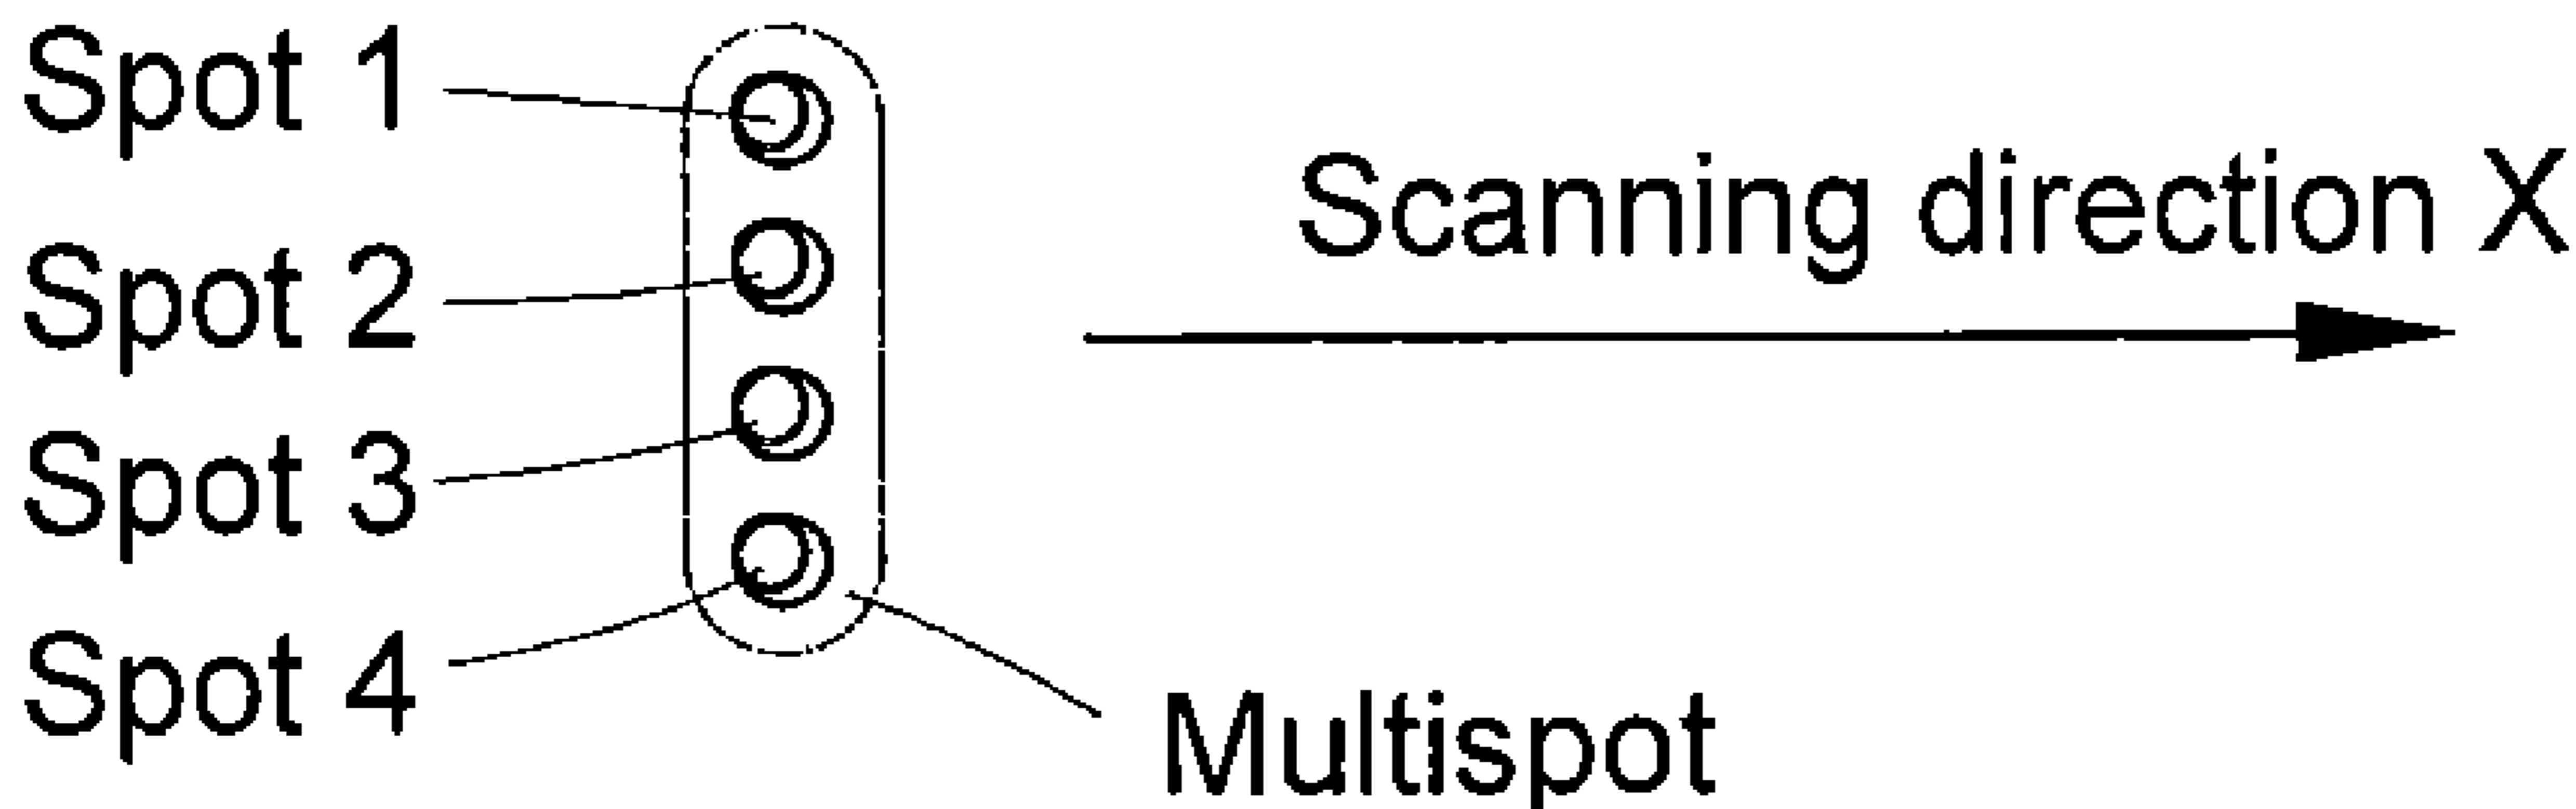 Spot 1
Scanning direction X
Spot 2
Spot 3
Spot 4
Multispot